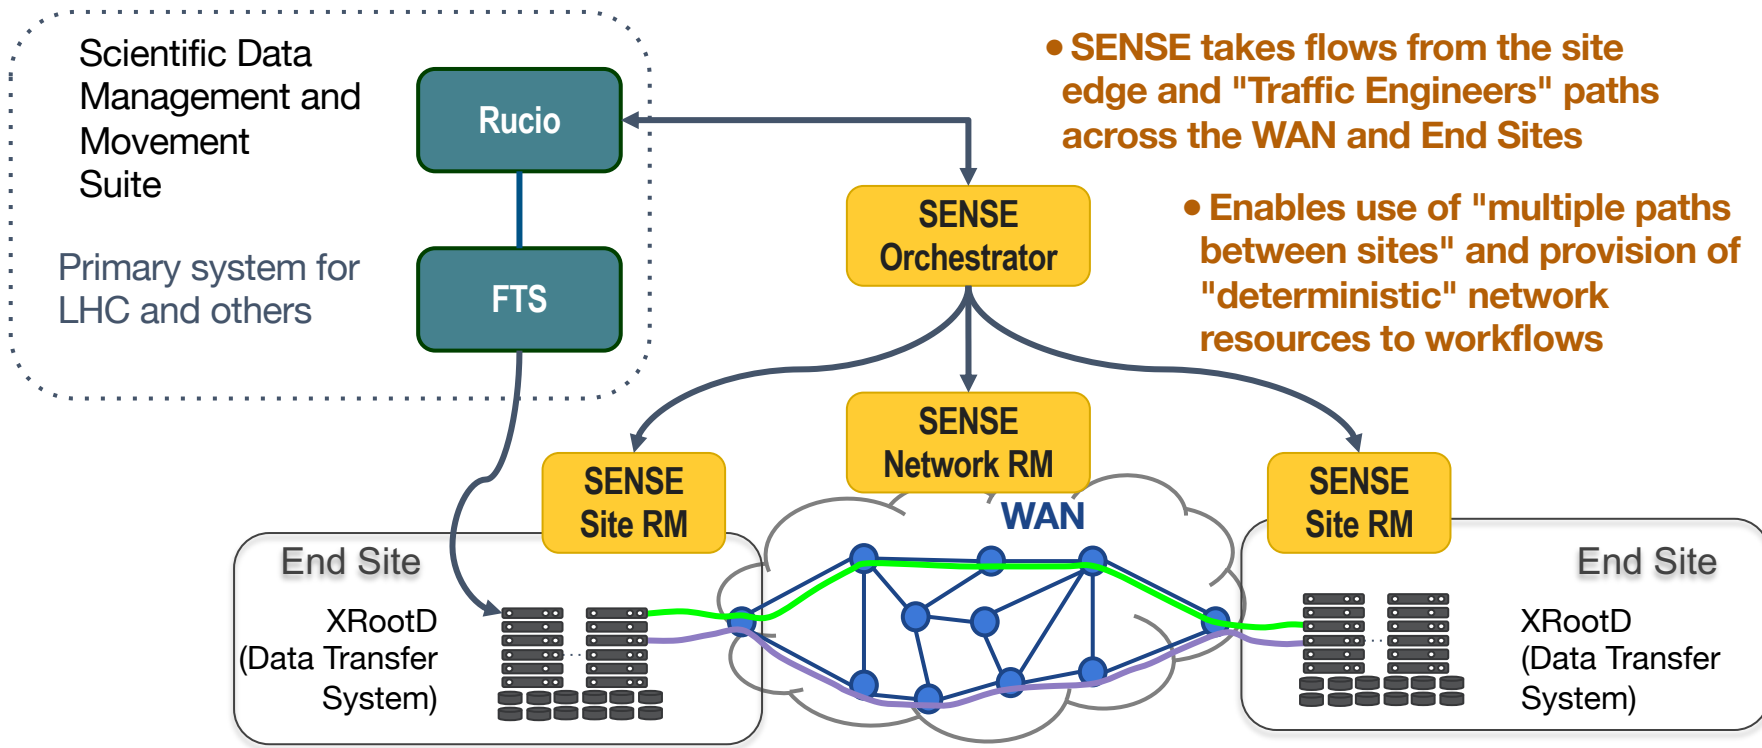 Scientific Data
Management and
Movement
Suite
Primary system for
LHC and others
Rucio
FTS
• SENSE takes flows from the site
edge and "Traffic Engineers" paths
across the WAN and End Sites
• Enables use of "multiple paths
between sites" and provision of
"deterministic" network
resources to workflows
SENSE
Orchestrator
SENSE
Network RM
SENSE
Site RM
SENSE
Site RM
WAN
End Site
XRootD
(Data Transfer
System)
End Site
XRootD
(Data Transfer
System)